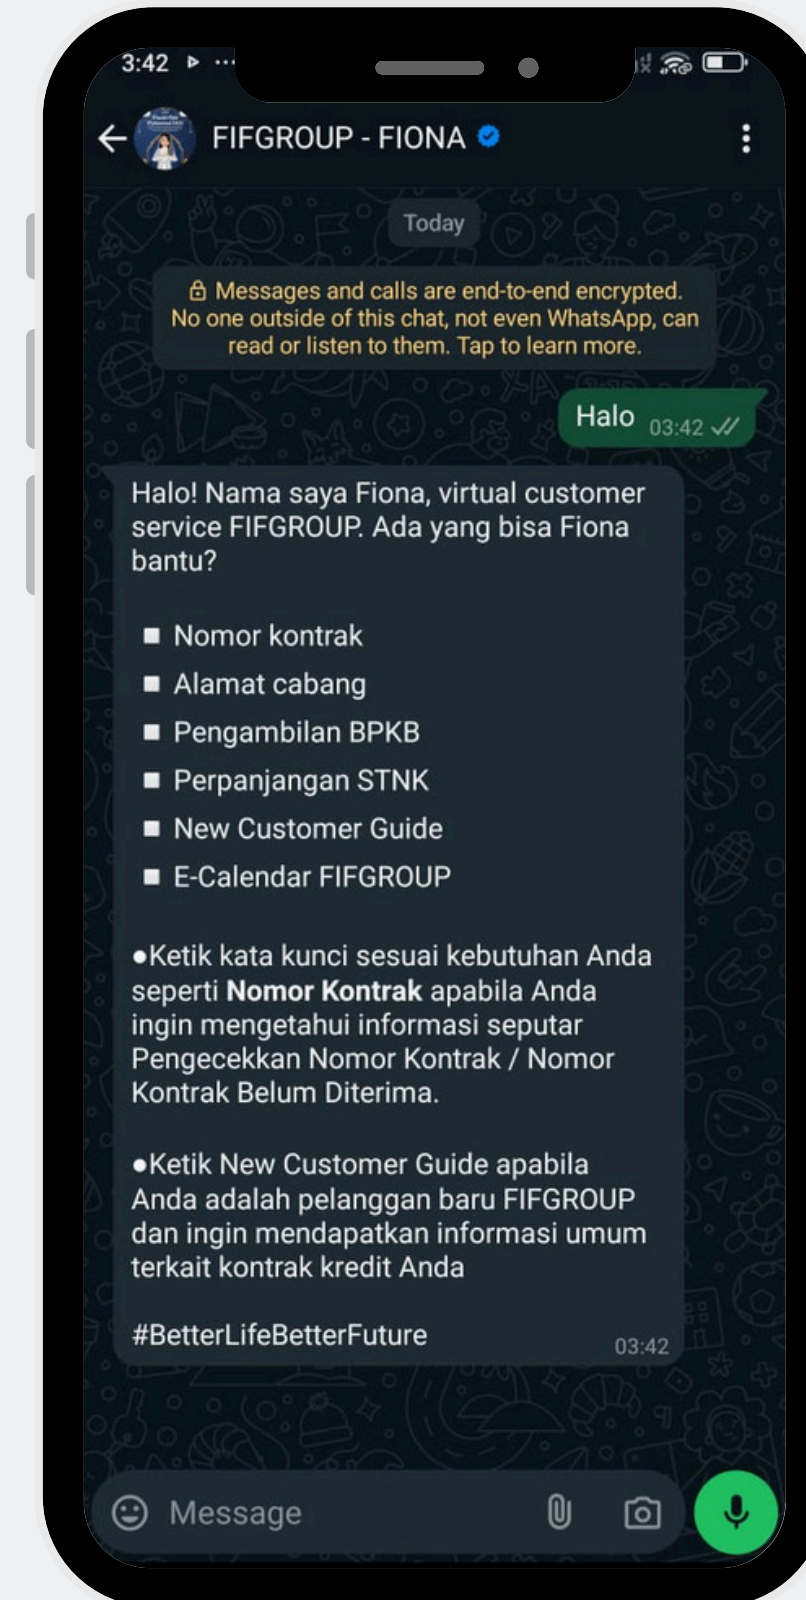 3:42
FIFGROUP - FIONA
Today
Messages and calls are end-to-end encrypted.
No one outside of this chat, not even WhatsApp, can
read or listen to them. Tap to learn more.
Halo 03:42
Halo! Nama saya Fiona, virtual customer
service FIFGROUP. Ada yang bisa Fiona
bantu?
▪ Nomor kontrak
▪ Alamat cabang
▪ Pengambilan BPKB
▪ Perpanjangan STNK
▪ New Customer Guide
▪ E-Calendar FIFGROUP
●Ketik kata kunci sesuai kebutuhan Anda
seperti Nomor Kontrak apabila Anda
ingin mengetahui informasi seputar
Pengecekkan Nomor Kontrak / Nomor
Kontrak Belum Diterima.
●Ketik New Customer Guide apabila
Anda adalah pelanggan baru FIFGROUP
dan ingin mendapatkan informasi umum
terkait kontrak kredit Anda
#BetterLifeBetterFuture
03:42
Message